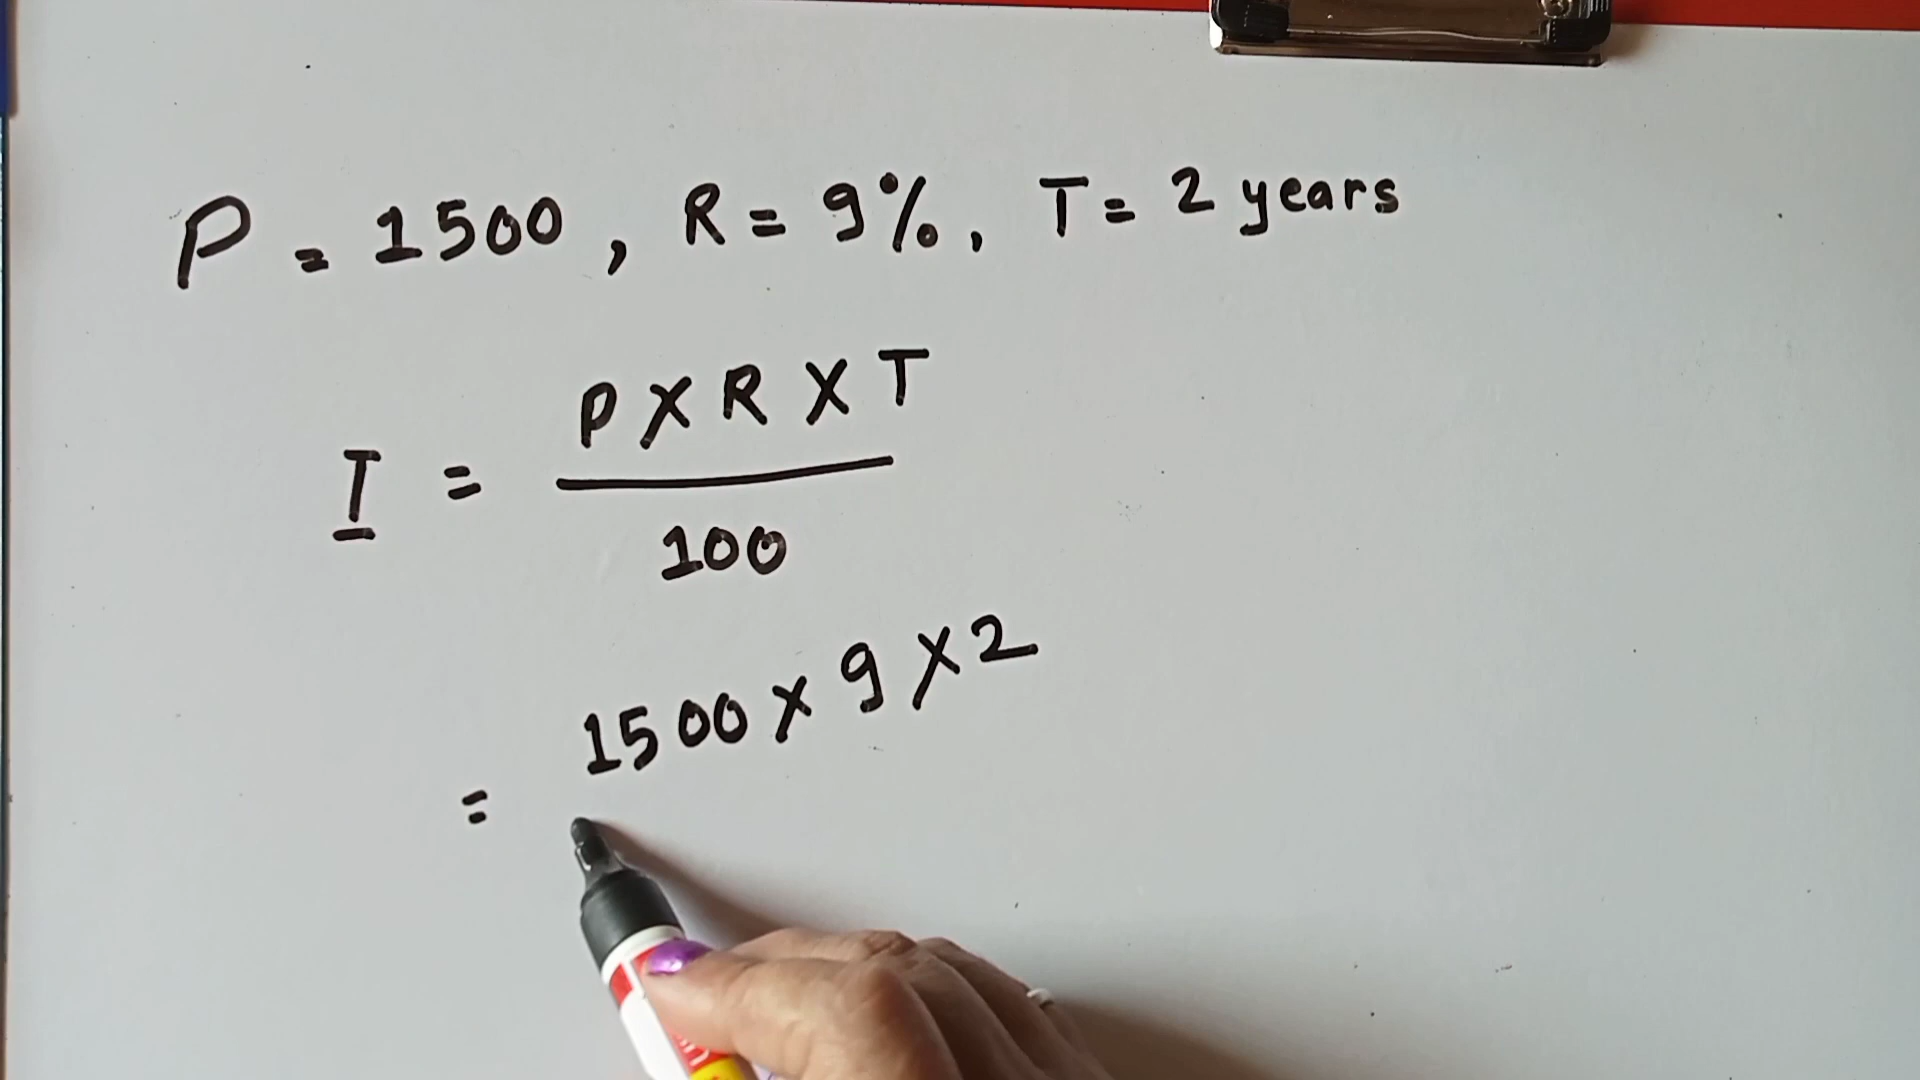 P = 1500, R = 9%, T = 2 years
P X R X T
I = 
100
1500 x 9 X 2
=